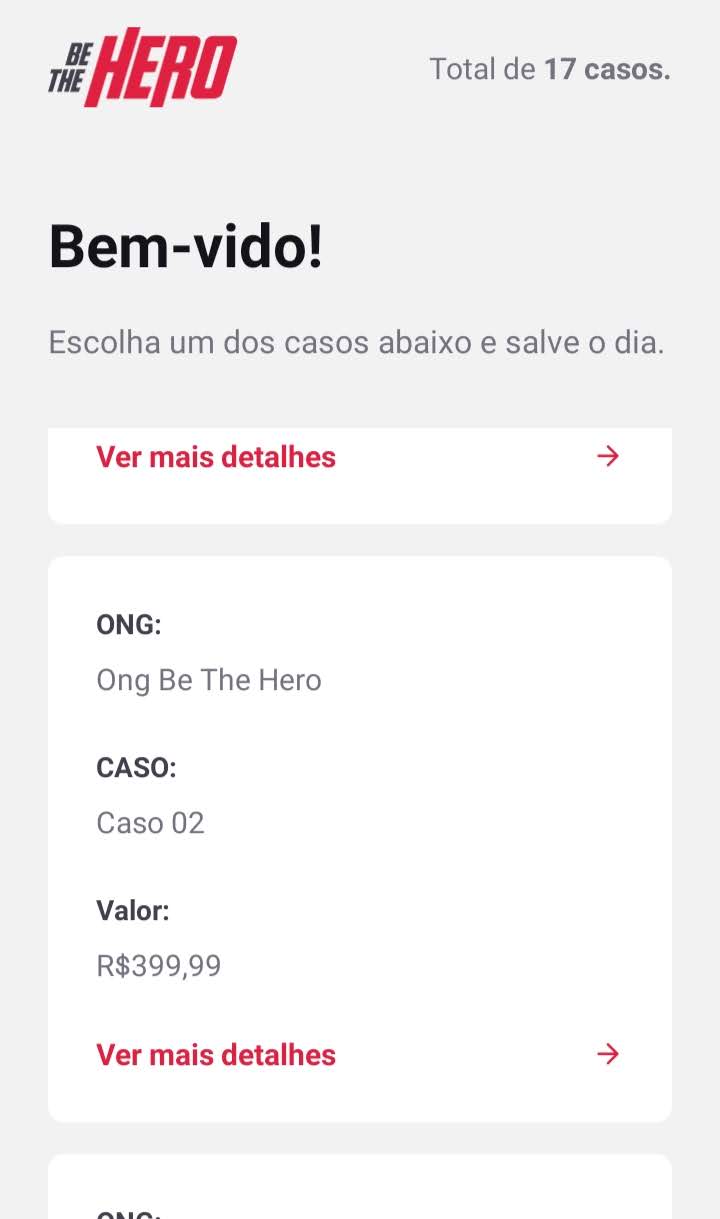 BE
THE HERO
Total de 17 casos.
Bem-vido!
Escolha um dos casos abaixo e salve o dia.
Ver mais detalhes →
ONG:
Ong Be The Hero
CASO:
Caso 02
Valor:
R$399,99
Ver mais detalhes →
ONG: